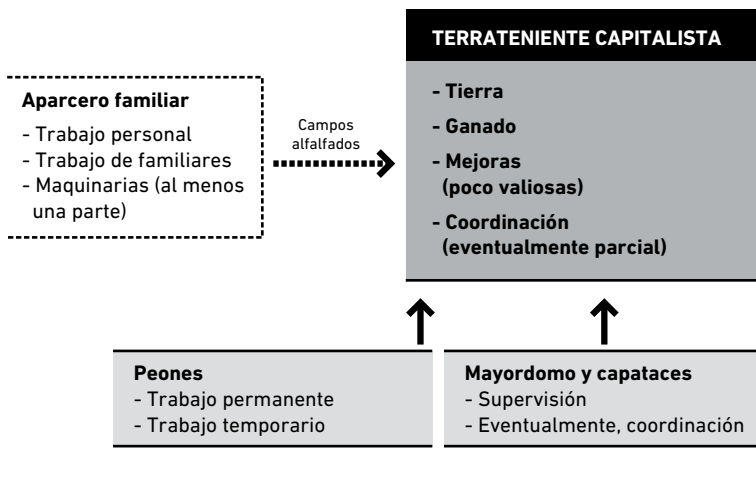 TERRATENIENTE CAPITALISTA
Aparcero familiar
- Trabajo personal
- Trabajo de familiares
- Maquinarias (al menos
una parte)
Campos
alfalfados
- Tierra
- Ganado
- Mejoras
(poco valiosas)
- Coordinación
(eventualmente parcial)
Peones
- Trabajo permanente
- Trabajo temporario
Mayordomo y capataces
- Supervisión
- Eventualmente, coordinación